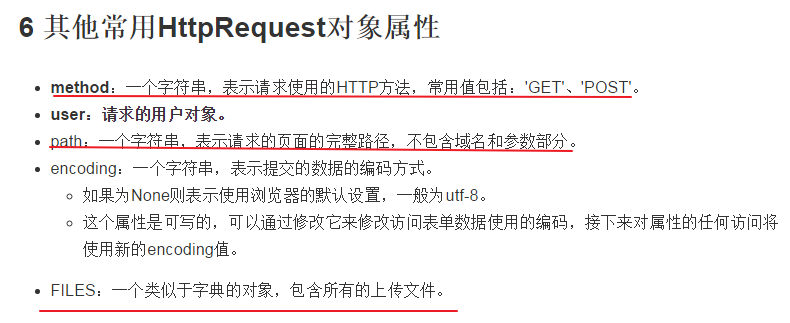 6 其他常用HttpRequest对象属性
method：一个字符串，表示请求使用的HTTP方法，常用值包括：'GET'、'POST'。
user：请求的用户对象。
path：一个字符串，表示请求的页面的完整路径，不包含域名和参数部分。
encoding：一个字符串，表示提交的数据的编码方式。
如果为None则表示使用浏览器的默认设置，一般为utf-8。
这个属性是可写的，可以通过修改它来修改访问表单数据使用的编码，接下来对属性的任何访问将
使用新的encoding值。
FILES：一个类似于字典的对象，包含所有的上传文件。